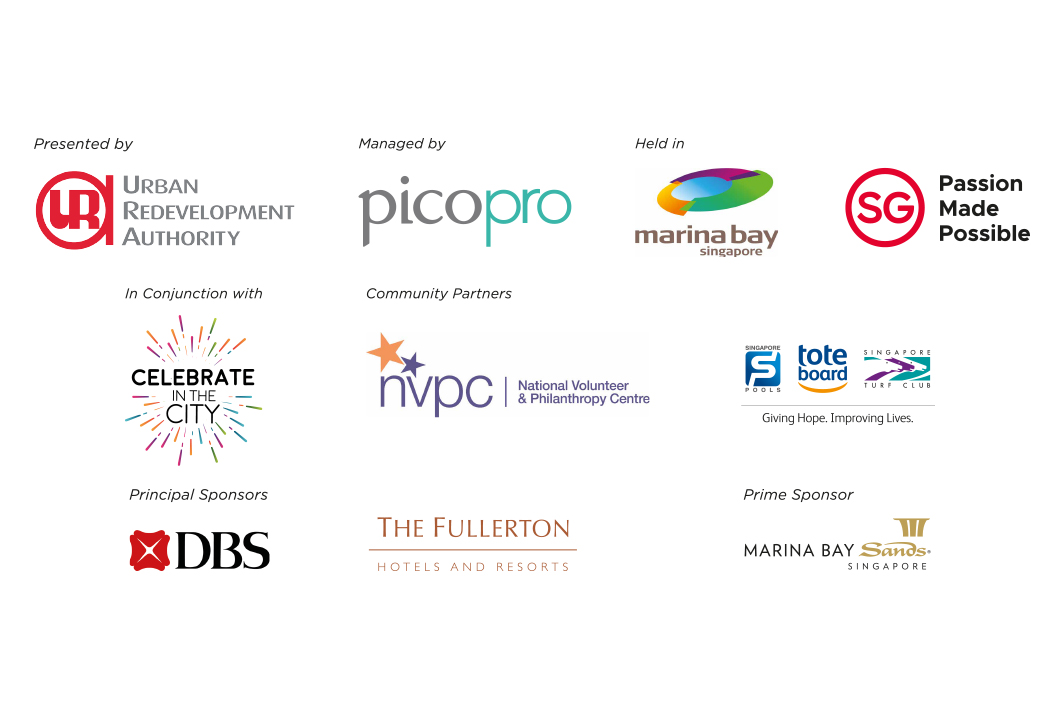 Presented by
Managed by
Held in
URBAN
REDEVELOPMENT
AUTHORITY
picopro
marina bay
singapore
SG
Passion
Made
Possible
In Conjunction with
Community Partners
CELEBRATE
IN THE
CITY
nvpc
National Volunteer
& Philanthropy Centre
SINGAPORE
POOLS
tote
board
SINGAPORE
TURF CLUB
Giving Hope. Improving Lives.
Principal Sponsors
Prime Sponsor
DBS
THE FULLERTON
HOTELS AND RESORTS
MARINA BAY Sands
SINGAPORE